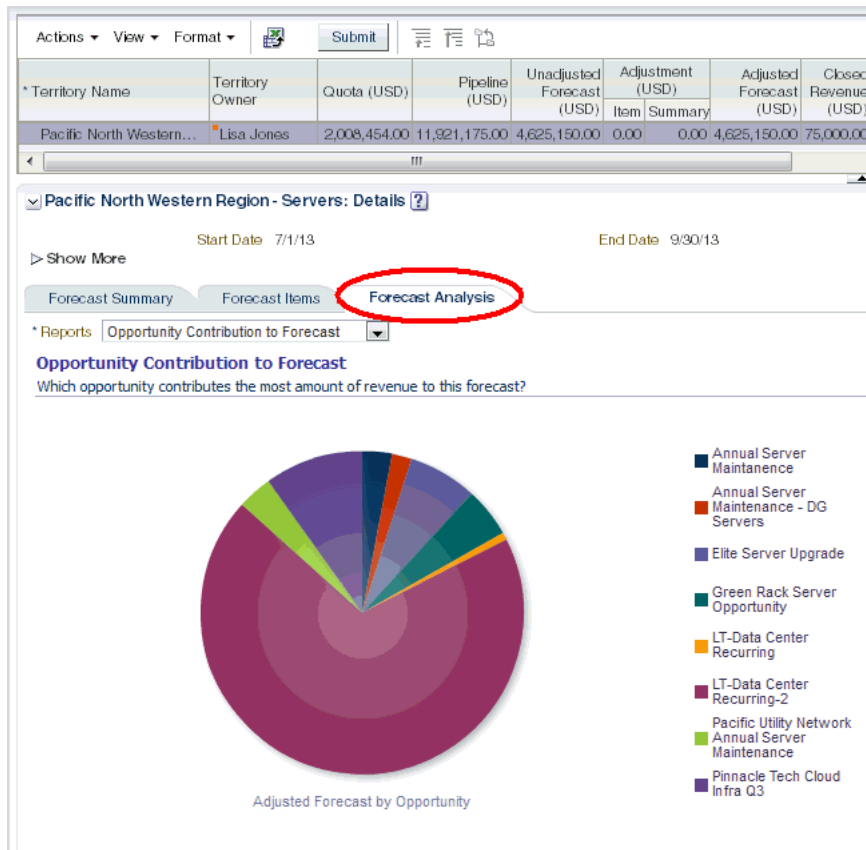 Actions View Format Submit
* Territory Name Territory Owner Quota (USD) Pipeline (USD) Unadjusted Forecast (USD) Adjustment (USD) Item Summary Adjusted Forecast (USD) Closed Revenue (USD)
Pacific North Western... Lisa Jones 2,008,454.00 11,921,175.00 4,625,150.00 0.00 0.00 4,625,150.00 75,000.00
Pacific North Western Region - Servers: Details ?
Start Date 7/1/13 End Date 9/30/13
Show More
Forecast Summary Forecast Items Forecast Analysis
* Reports Opportunity Contribution to Forecast
Opportunity Contribution to Forecast
Which opportunity contributes the most amount of revenue to this forecast?
Annual Server
Maintanence
Annual Server
Maintenance - DG
Servers
Elite Server Upgrade
Green Rack Server
Opportunity
LT-Data Center
Recurring
LT-Data Center
Recurring-2
Pacific Utility Network
Annual Server
Maintenance
Pinnacle Tech Cloud
Infra Q3
Adjusted Forecast by Opportunity